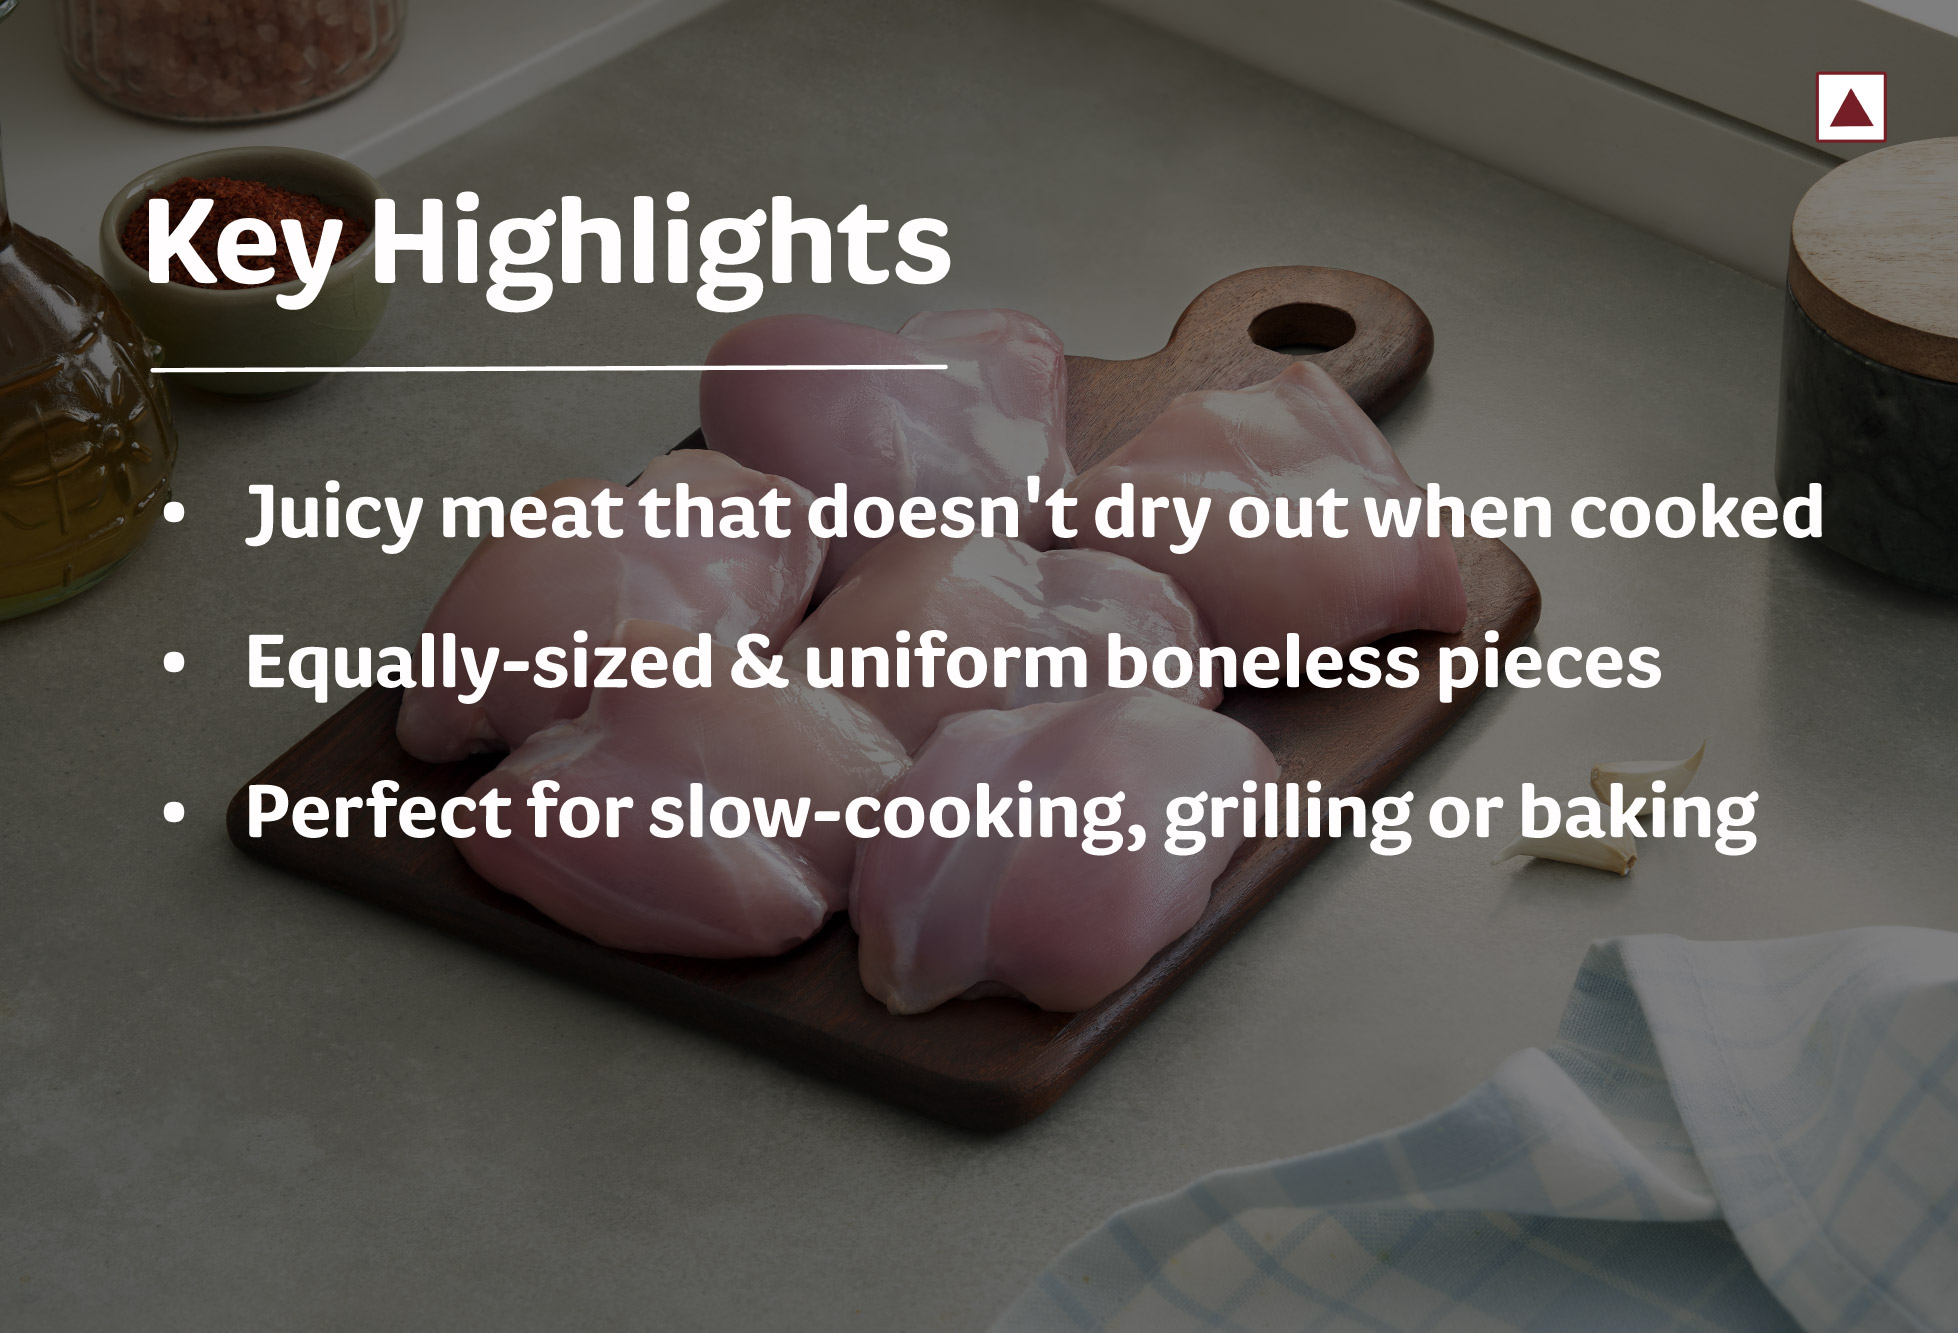 Key Highlights
• Juicy meat that doesn't dry out when cooked
• Equally-sized & uniform boneless pieces
• Perfect for slow-cooking, grilling or baking